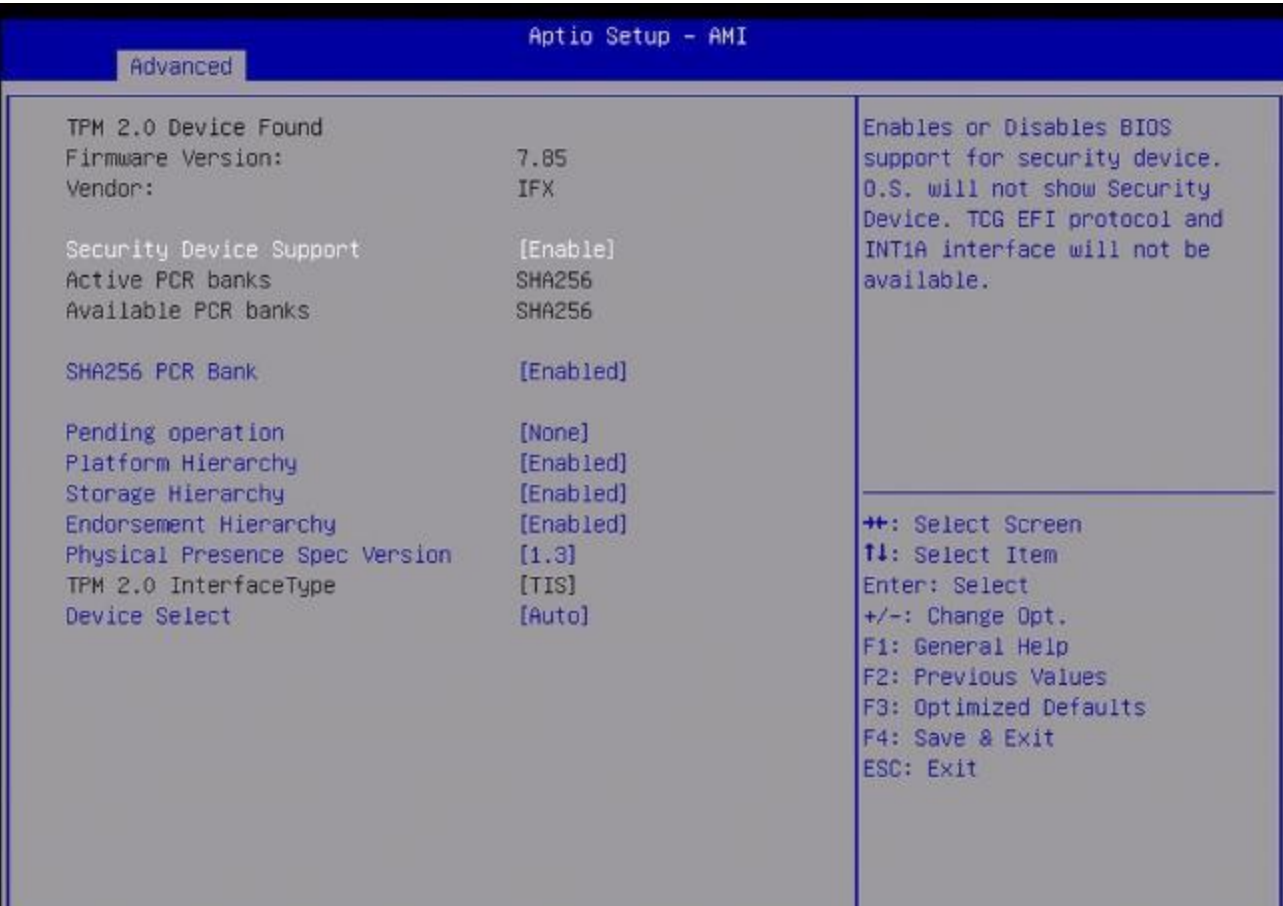 Aptio Setup - AMI
Advanced
TPM 2.0 Device Found
Firmware Version: 7.85
Vendor: IFX
Security Device Support [Enable]
Active PCR banks SHA256
Available PCR banks SHA256
SHA256 PCR Bank [Enabled]
Pending operation [None]
Platform Hierarchy [Enabled]
Storage Hierarchy [Enabled]
Endorsement Hierarchy [Enabled]
Physical Presence Spec Version [1.3]
TPM 2.0 InterfaceType [TIS]
Device Select [Auto]
Enables or Disables BIOS
support for security device.
O.S. will not show Security
Device. TCG EFI protocol and
INT1A interface will not be
available.
→←: Select Screen
↑↓: Select Item
Enter: Select
+/-: Change Opt.
F1: General Help
F2: Previous Values
F3: Optimized Defaults
F4: Save & Exit
ESC: Exit